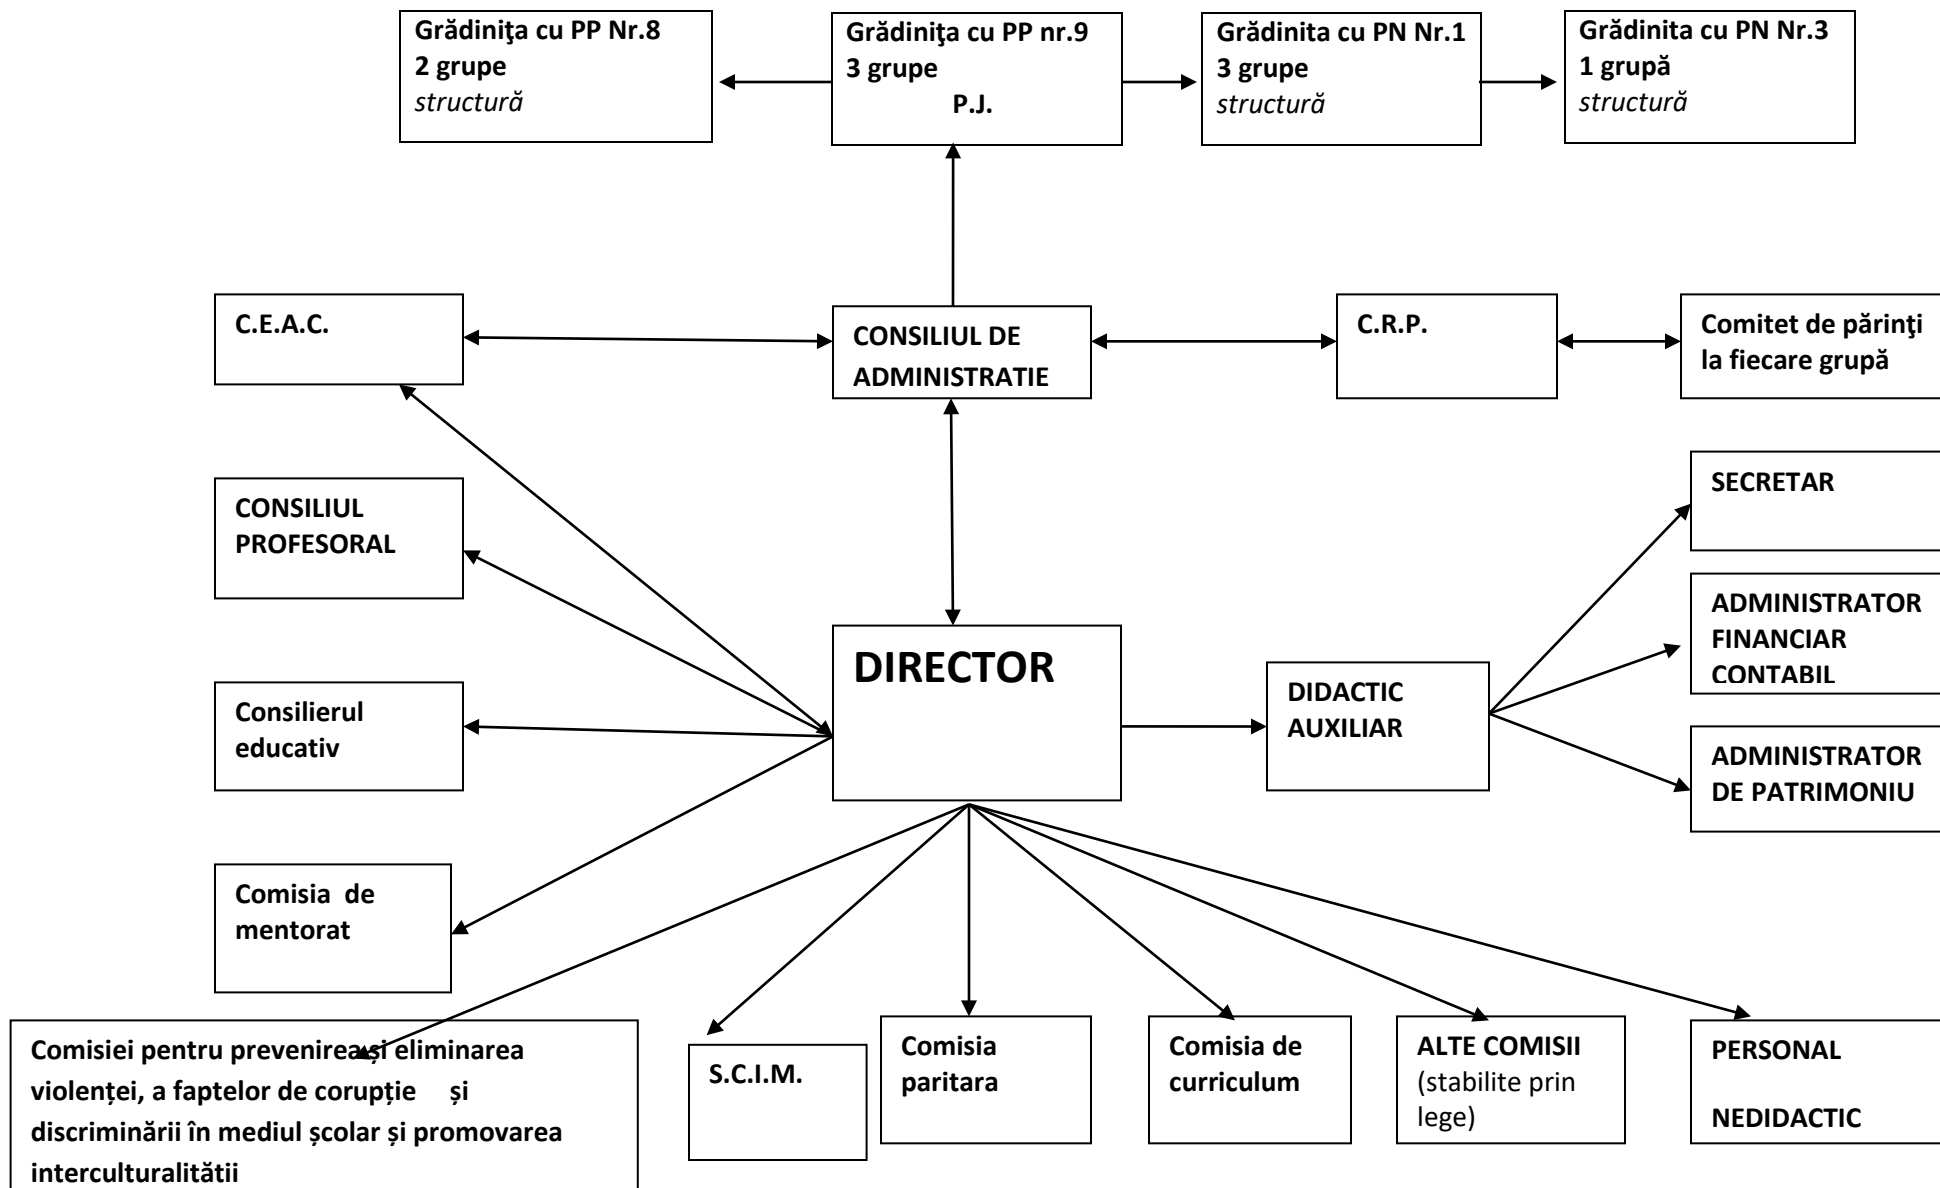 Grădiniţa cu PP Nr.8
2 grupe
structură
Grădiniţa cu PP nr.9
3 grupe
P.J.
Grădinita cu PN Nr.1
3 grupe
structură
Grădinita cu PN Nr.3
1 grupă
structură
C.E.A.C.
CONSILIUL DE
ADMINISTRATIE
C.R.P.
Comitet de părinţi
la fiecare grupă
CONSILIUL
PROFESORAL
SECRETAR
ADMINISTRATOR
FINANCIAR
CONTABIL
DIRECTOR
DIDACTIC
AUXILIAR
Consilierul
educativ
ADMINISTRATOR
DE PATRIMONIU
Comisia de
mentorat
Comisiei pentru prevenirea și eliminarea
violenței, a faptelor de corupție și
discriminării în mediul școlar și promovarea
interculturalitătii
S.C.I.M.
Comisia
paritara
Comisia de
curriculum
ALTE COMISII
(stabilite prin
lege)
PERSONAL
NEDIDACTIC